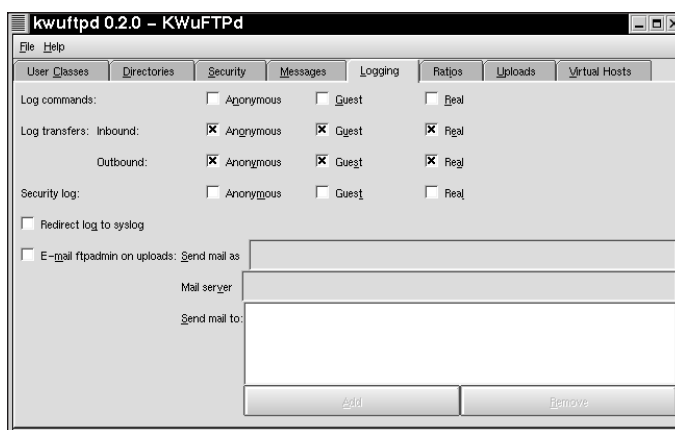 kwuftpd 0.2.0 – KWuFTPd
File Help
User Classes Directories Security Messages Logging Ratios Uploads Virtual Hosts
Log commands: Anonymous Guest Real
Log transfers: Inbound: Anonymous Guest Real
Outbound: Anonymous Guest Real
Security log: Anonymous Guest Real
Redirect log to syslog
E–mail ftpadmin on uploads: Send mail as
Mail server
Send mail to:
Add Remove